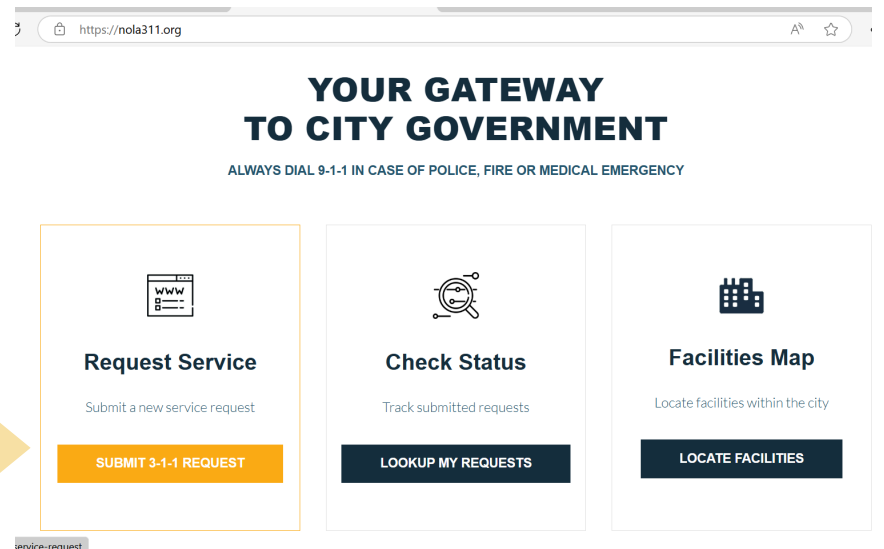 https://nola311.org
YOUR GATEWAY
TO CITY GOVERNMENT
ALWAYS DIAL 9-1-1 IN CASE OF POLICE, FIRE OR MEDICAL EMERGENCY
WWW
Request Service
Submit a new service request
SUBMIT 3-1-1 REQUEST
Check Status
Track submitted requests
LOOKUP MY REQUESTS
Facilities Map
Locate facilities within the city
LOCATE FACILITIES
service-request